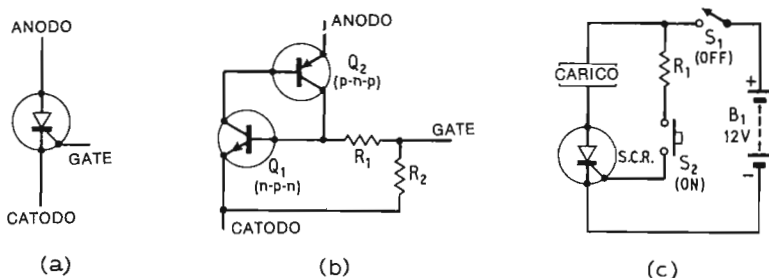 ANODO
GATE
CATODO
(a)
ANODO
Q2
(p-n-p)
Q1
(n-p-n)
R1
GATE
R2
CATODO
(b)
S1
(OFF)
CARICO
R1
+
B1
12V
S.C.R.
S2
(ON)
-
(c)